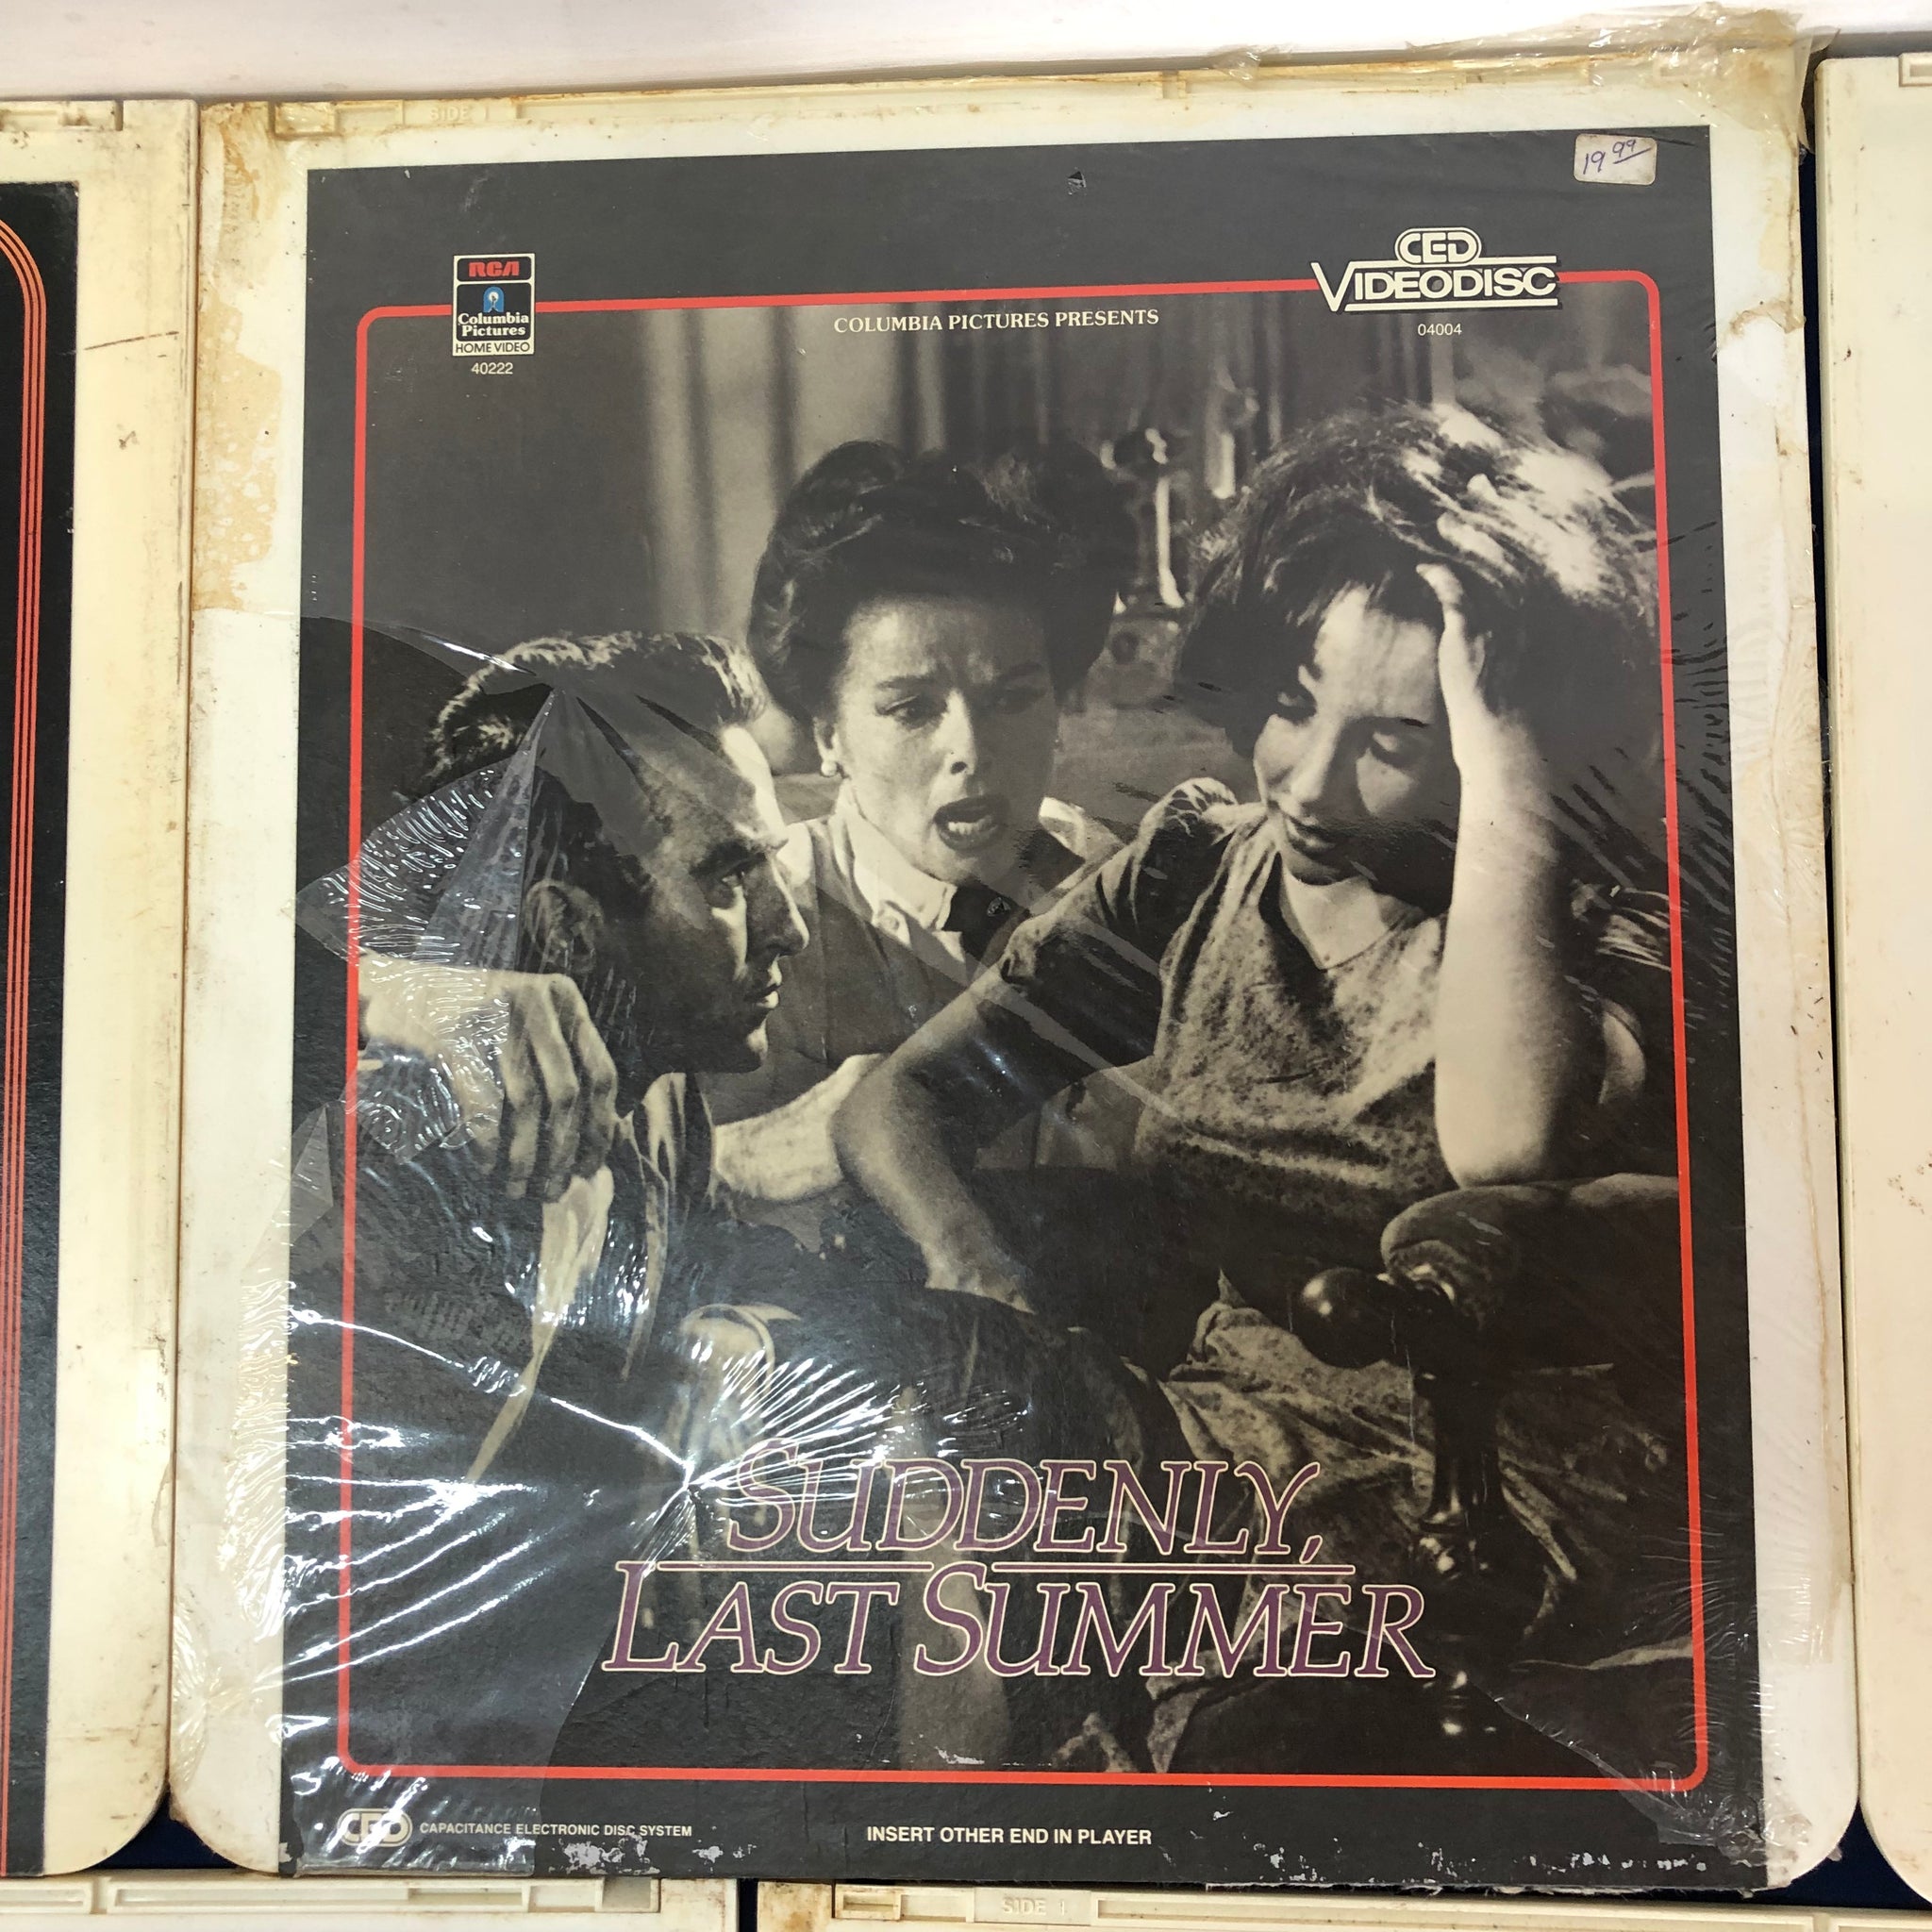 SIDE 1
19 99
CED
VIDEODISC
04004
RCA
Columbia
Pictures
HOME VIDEO
40222
COLUMBIA PICTURES PRESENTS
SUDDENLY,
LAST SUMMER
CED CAPACITANCE ELECTRONIC DISC SYSTEM
INSERT OTHER END IN PLAYER
SIDE 1